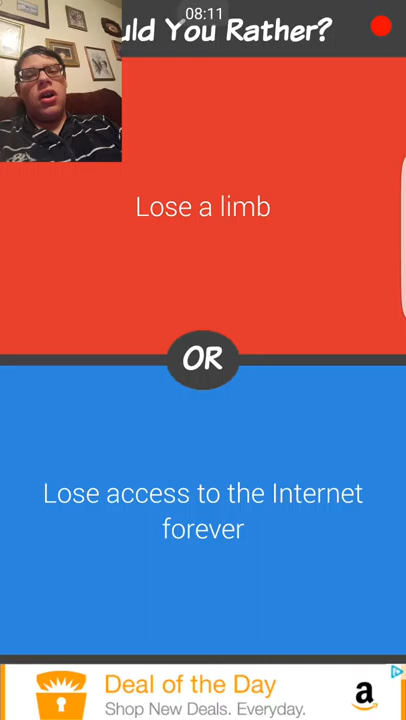 08:11
uld You Rather?
Lose a limb
OR
Lose access to the Internet
forever
Deal of the Day
Shop New Deals. Everyday.
a